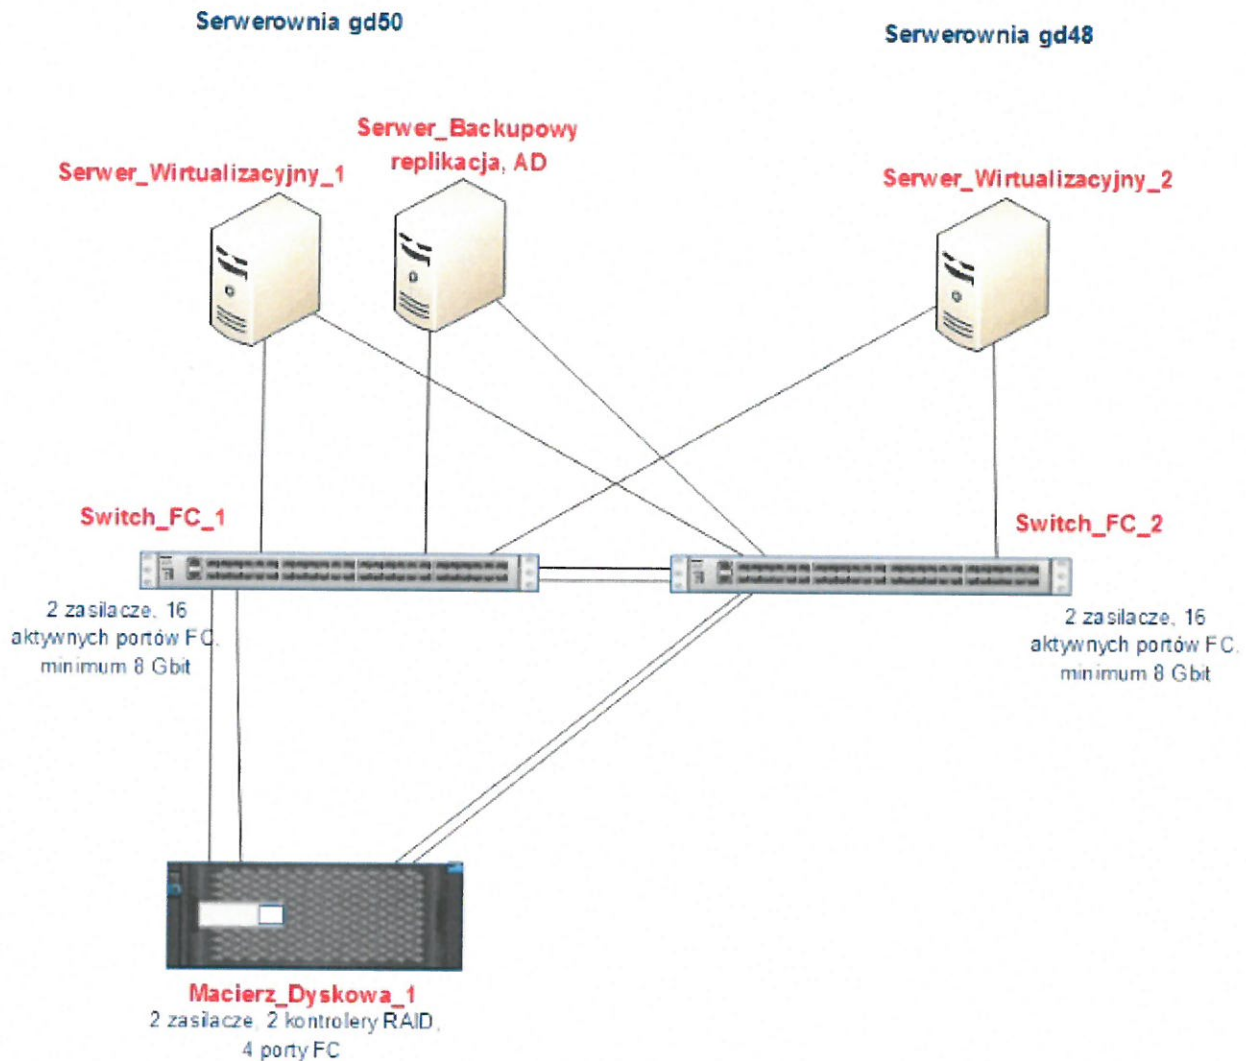 Serwerownia gd50
Serwerownia gd48
Serwer_Backupowy
replikacja, AD
Serwer_Wirtualizacyjny_1
Serwer_Wirtualizacyjny_2
Switch_FC_1
Switch_FC_2
2 zasilacze, 16
aktywnych portów FC,
minimum 8 Gbit
2 zasilacze, 16
aktywnych portów FC,
minimum 8 Gbit
Macierz_Dyskowa_1
2 zasilacze, 2 kontrolery RAID,
4 porty FC